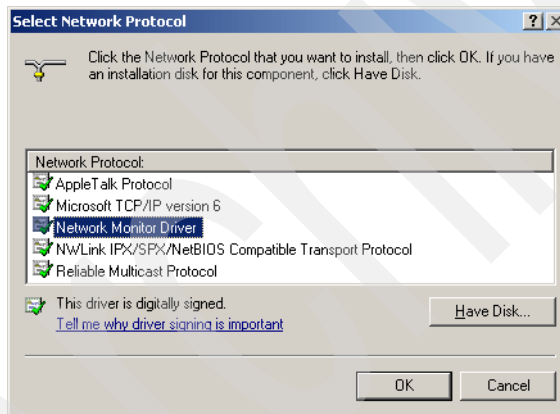 Select Network Protocol
Click the Network Protocol that you want to install, then click OK. If you have
an installation disk for this component, click Have Disk.
Network Protocol:
AppleTalk Protocol
Microsoft TCP/IP version 6
Network Monitor Driver
NWLink IPX/SPX/NetBIOS Compatible Transport Protocol
Reliable Multicast Protocol
This driver is digitally signed.
Have Disk...
Tell me why driver signing is important
OK Cancel